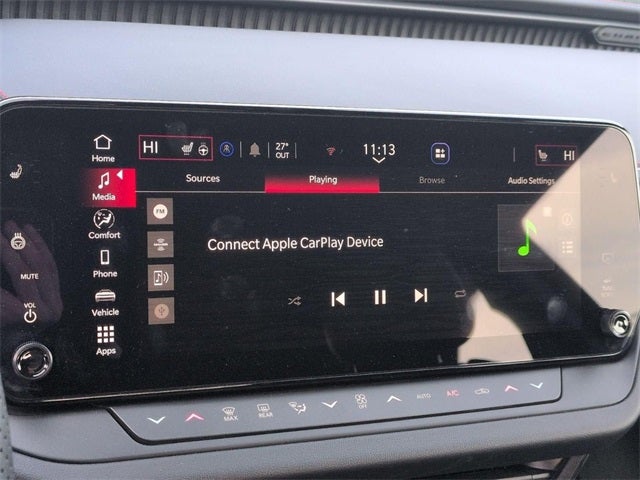 HI
27°
OUT
11:13
HI
Home
Sources
Playing
Browse
Audio Settings
Media
FM
Comfort
Connect Apple CarPlay Device
Phone
MUTE
Vehicle
VOL
Apps
MAX
REAR
OFF
AUTO
A/C